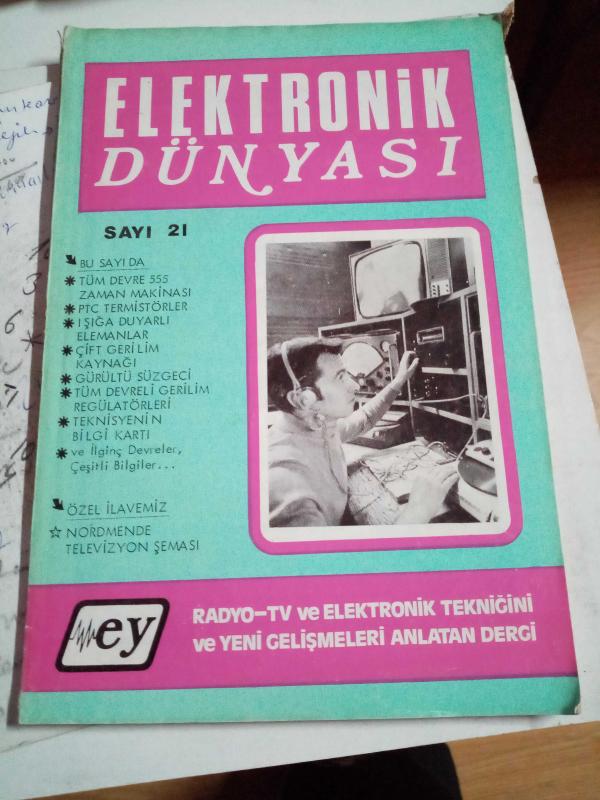 ELEKTRONİK
DÜNYASI
SAYI 21
BU SAYIDA
TÜM DEVRE 555
ZAMAN MAKİNASI
PTC TERMİSTÖRLER
IŞIĞA DUYARLI
ELEMANLAR
ÇİFT GERİLİM
KAYNAĞI
GÜRÜLTÜ SÜZGECİ
TÜM DEVRELİ GERİLİM
REGÜLATÖRLERİ
TEKNİSYENİN
BİLGİ KARTI
ve İlginç Devreler,
Çeşitli Bilgiler...
ÖZEL İLAVEMİZ
NORDMENDE
TELEVİZYON ŞEMASI
ey
RADYO-TV ve ELEKTRONİK TEKNİĞİNİ
ve YENİ GELİŞMELERİ ANLATAN DERGİ